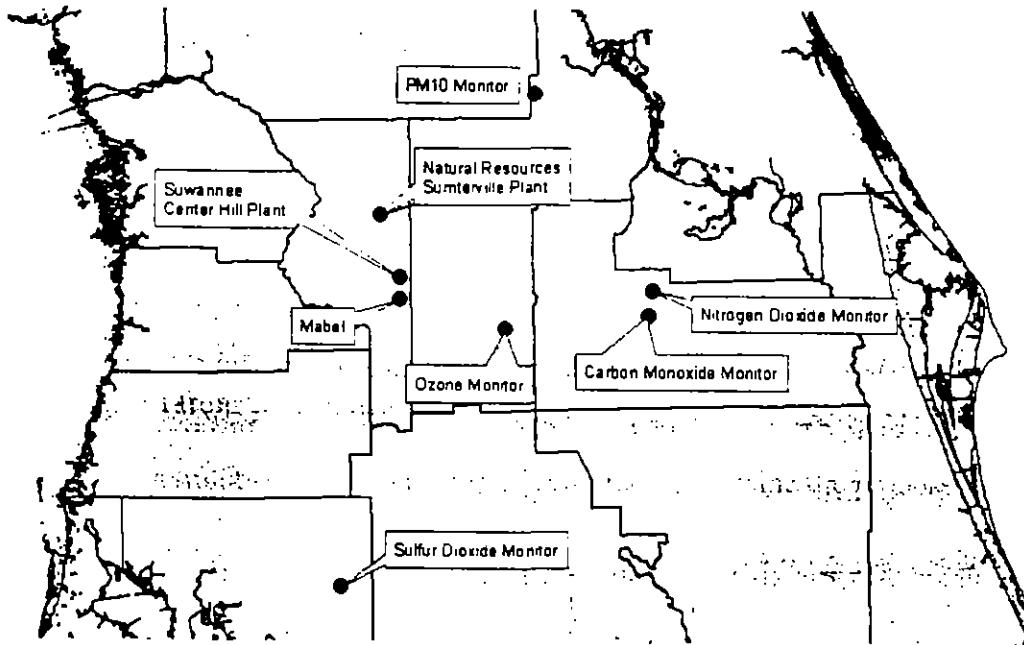 PM10 Monitor
Natural Resources
Sumterville Plant
Suwannee
Center Hill Plant
Mabel
Nitrogen Dioxide Monitor
Ozone Monitor
Carbon Monoxide Monitor
Sulfur Dioxide Monitor